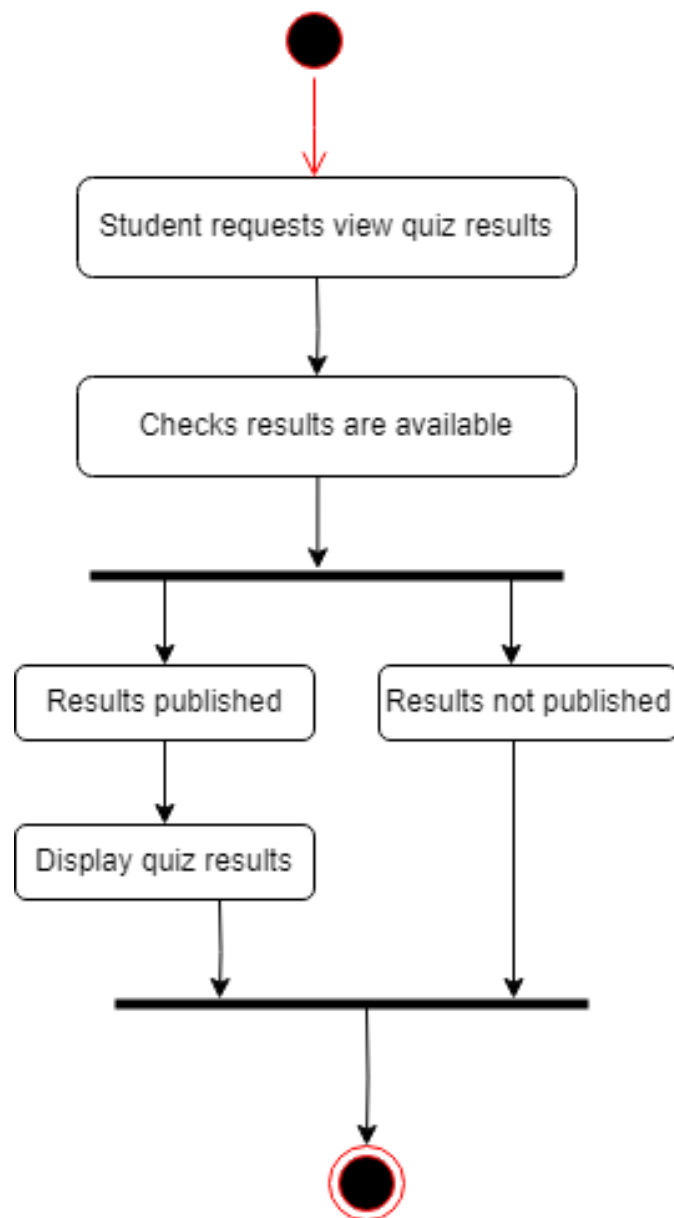 Student requests view quiz results
Checks results are available
Results published
Results not published
Display quiz results